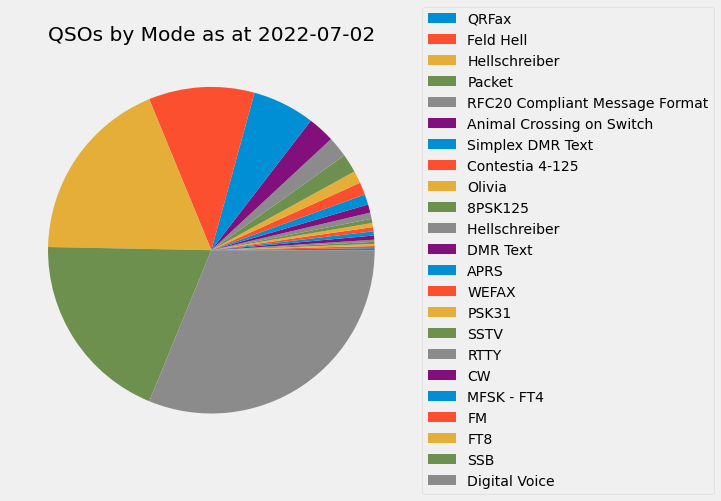 QSOs by Mode as at 2022-07-02
QRFax
Feld Hell
Hellschreiber
Packet
RFC20 Compliant Message Format
Animal Crossing on Switch
Simplex DMR Text
Contestia 4-125
Olivia
8PSK125
Hellschreiber
DMR Text
APRS
WEFAX
PSK31
SSTV
RTTY
CW
MFSK - FT4
FM
FT8
SSB
Digital Voice